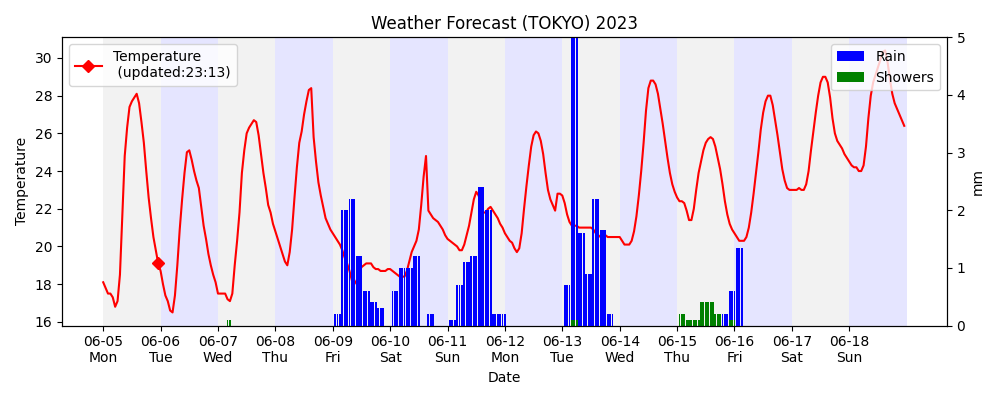 Weather Forecast (TOKYO) 2023
Temperature
(updated:23:13)
Rain
Showers
30
28
26
24
22
20
18
16
Temperature
5
4
3
2
1
0
mm
06-05 06-06 06-07 06-08 06-09 06-10 06-11 06-12 06-13 06-14 06-15 06-16 06-17 06-18
Mon Tue Wed Thu Fri Sat Sun Mon Tue Wed Thu Fri Sat Sun
Date